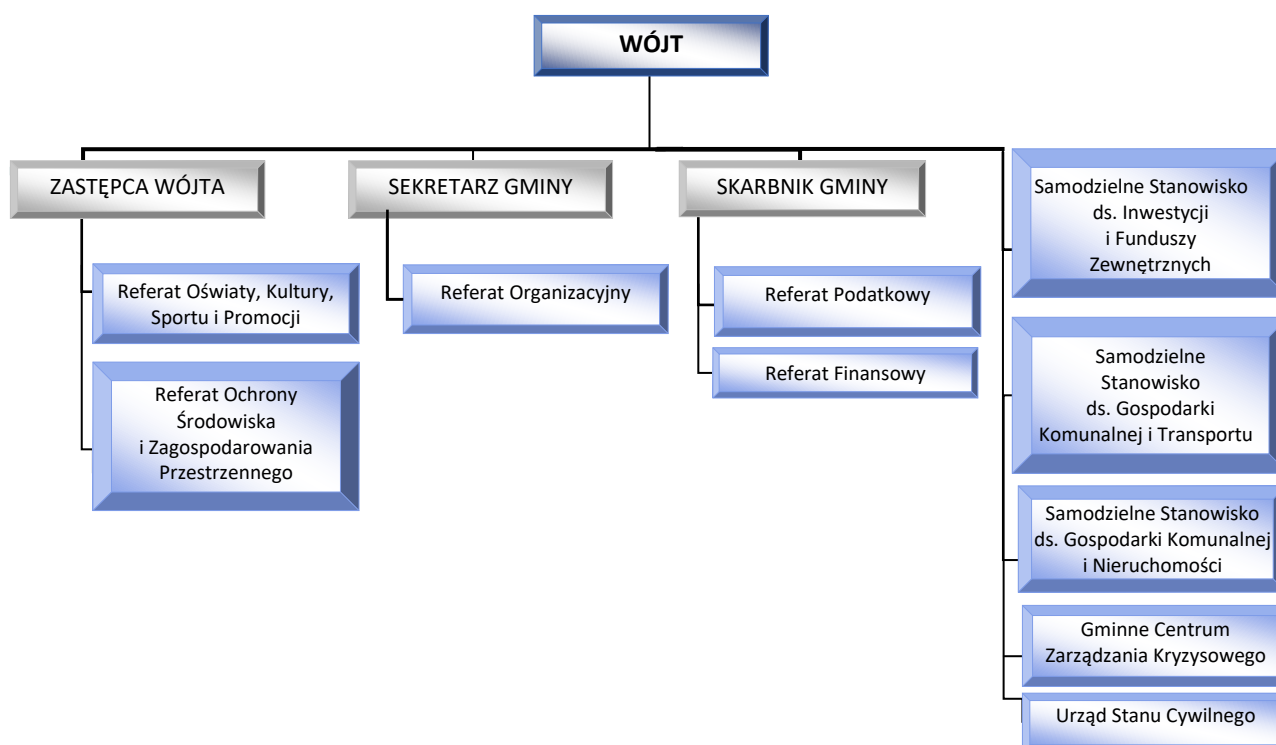 WÓJT
ZASTĘPCA WÓJTA
Referat Oświaty, Kultury,
Sportu i Promocji
Referat Ochrony
Środowiska
i Zagospodarowania
Przestrzennego
SEKRETARZ GMINY
Referat Organizacyjny
SKARBNIK GMINY
Referat Podatkowy
Referat Finansowy
Samodzielne Stanowisko
ds. Inwestycji
i Funduszy
Zewnętrznych
Samodzielne
Stanowisko
ds. Gospodarki
Komunalnej i Transportu
Samodzielne Stanowisko
ds. Gospodarki Komunalnej
i Nieruchomości
Gminne Centrum
Zarządzania Kryzysowego
Urząd Stanu Cywilnego